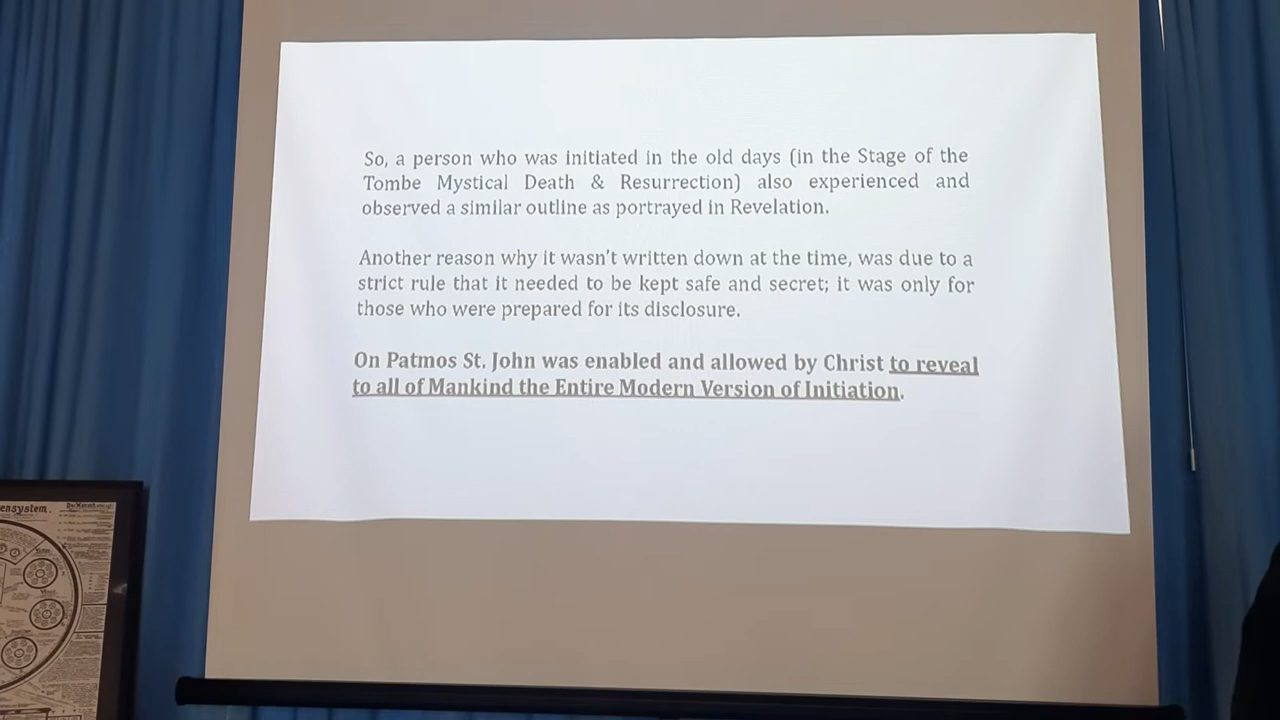 So, a person who was initiated in the old days (in the Stage of the
Tombe Mystical Death & Resurrection) also experienced and
observed a similar outline as portrayed in Revelation.
Another reason why it wasn't written down at the time, was due to a
strict rule that it needed to be kept safe and secret; it was only for
those who were prepared for its disclosure.
On Patmos St. John was enabled and allowed by Christ to reveal
to all of Mankind the Entire Modern Version of Initiation.
ensystem.